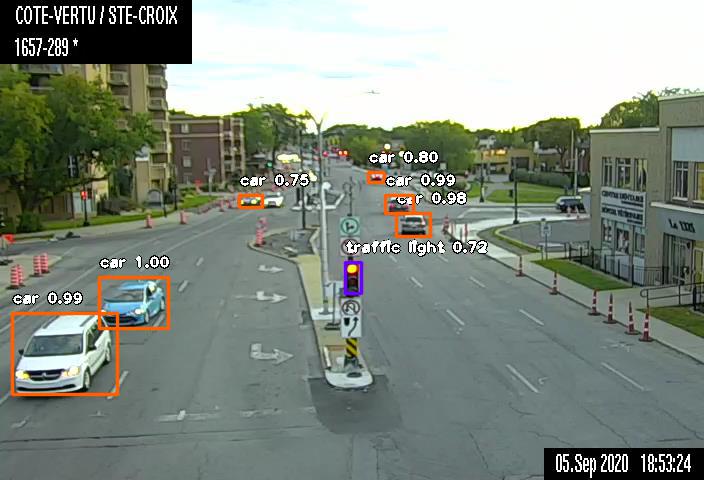 COTE-VERTU / STE-CROIX
1657-289 *
car 0.80
car 0.75
car 0.99
car 0.98
traffic light 0.72
car 1.00
car 0.99
05.Sep 2020 18:53:24